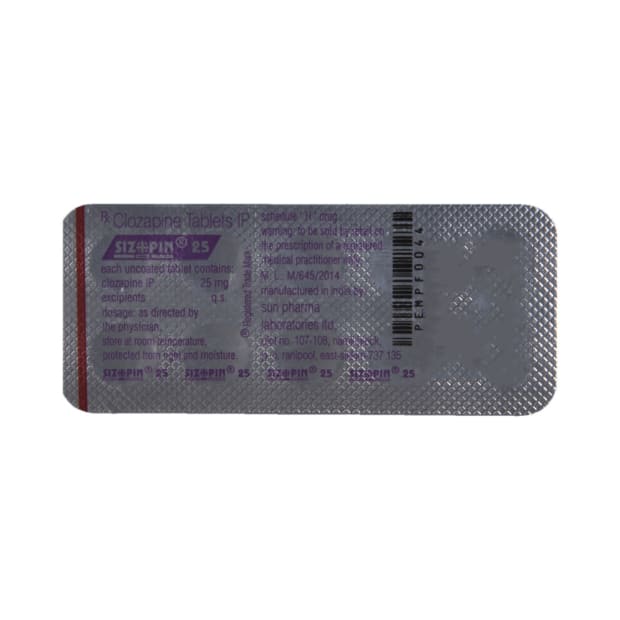 Rx Clozapine Tablets IP
SIZOPIN® 25
each uncoated tablet contains:
clozapine IP 25 mg
excipients q.s.
dosage: as directed by
the physician.
store at room temperature,
protected from light and moisture.
SIZOPIN® 25 SIZOPIN® 25 SIZOPIN® 25 SIZOPIN® 25
® Registered Trade Mark
schedule "H" drug
warning: to be sold by retail on
the prescription of a registered
medical practitioner only.
M. L. M/645/2014
manufactured in India by
sun pharma
laboratories ltd.
plot no. 107-108, namli block,
ranipool, east-sikkim 737 135
PEMPF0044